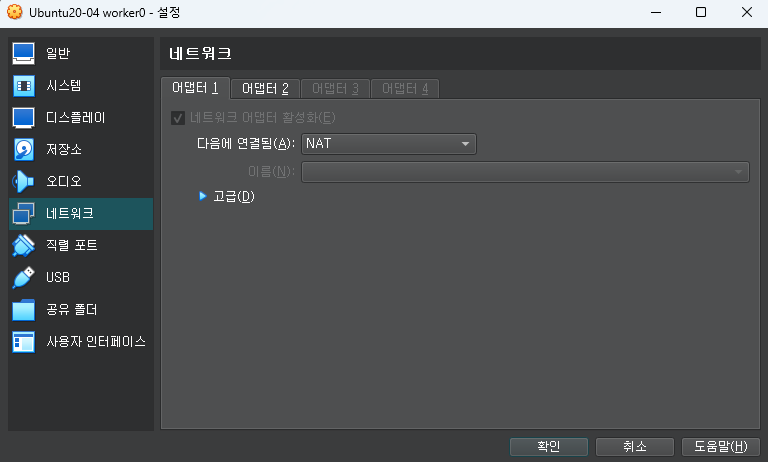 Ubuntu20-04 worker0 - 설정
일반
시스템
디스플레이
저장소
오디오
네트워크
직렬 포트
USB
공유 폴더
사용자 인터페이스
네트워크
어댑터 1 어댑터 2 어댑터 3 어댑터 4
네트워크 어댑터 활성화(E)
다음에 연결됨(A): NAT
이름(N):
고급(D)
확인 취소 도움말(H)